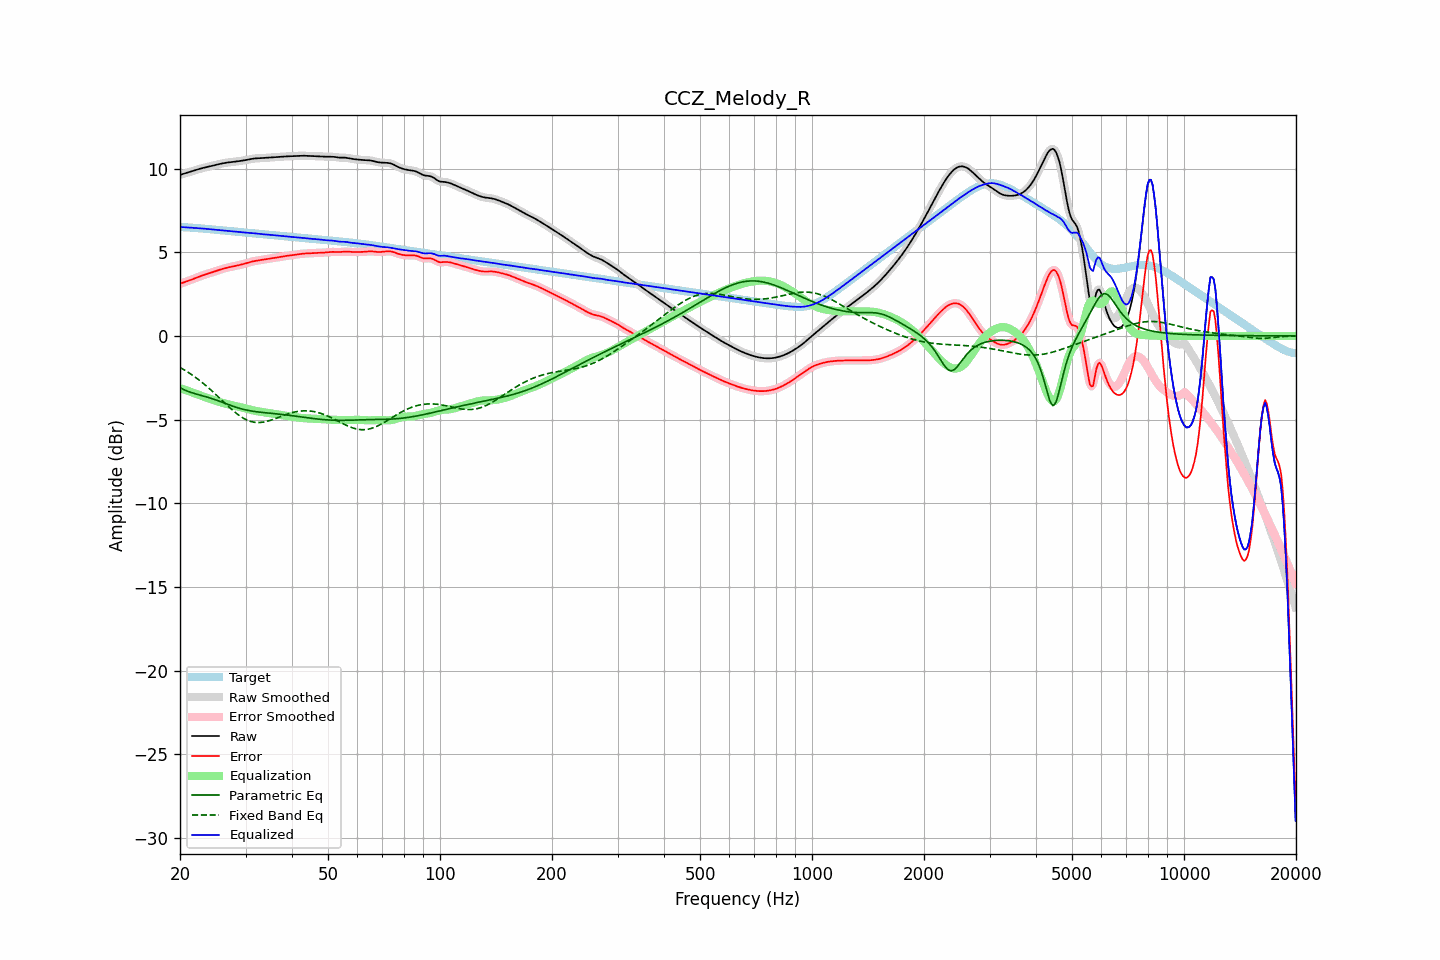 CCZ_Melody_R
Amplitude (dBr)
10
5
0
−5
−10
−15
−20
−25
−30
Target
Raw Smoothed
Error Smoothed
Raw
Error
Equalization
Parametric Eq
Fixed Band Eq
Equalized
20 50 100 200 500 1000 2000 5000 10000 20000
Frequency (Hz)